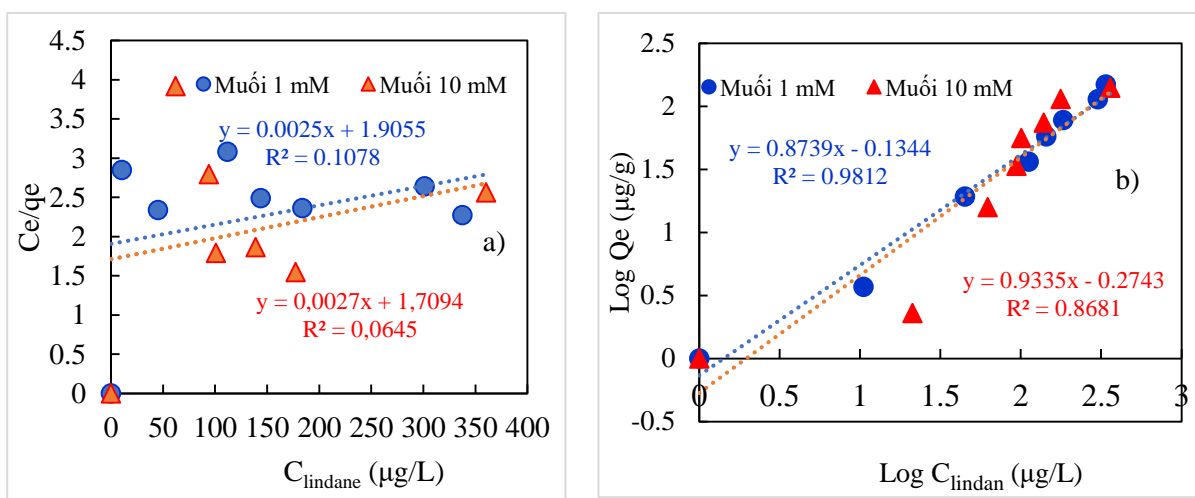 4.5
4
3.5
3
2.5
2
1.5
1
0.5
0
Ce/qe
Muối 1 mM
Muối 10 mM
y = 0.0025x + 1.9055
R² = 0.1078
a)
y = 0,0027x + 1,7094
R² = 0,0645
0 50 100 150 200 250 300 350 400
Clindane (µg/L)
2.5
2
1.5
1
0.5
0
-0.5
Log Qe (µg/g)
Muối 1 mM
Muối 10 mM
y = 0.8739x - 0.1344
R² = 0.9812
b)
y = 0.9335x - 0.2743
R² = 0.8681
0 0.5 1 1.5 2 2.5 3
Log Clindan (µg/L)